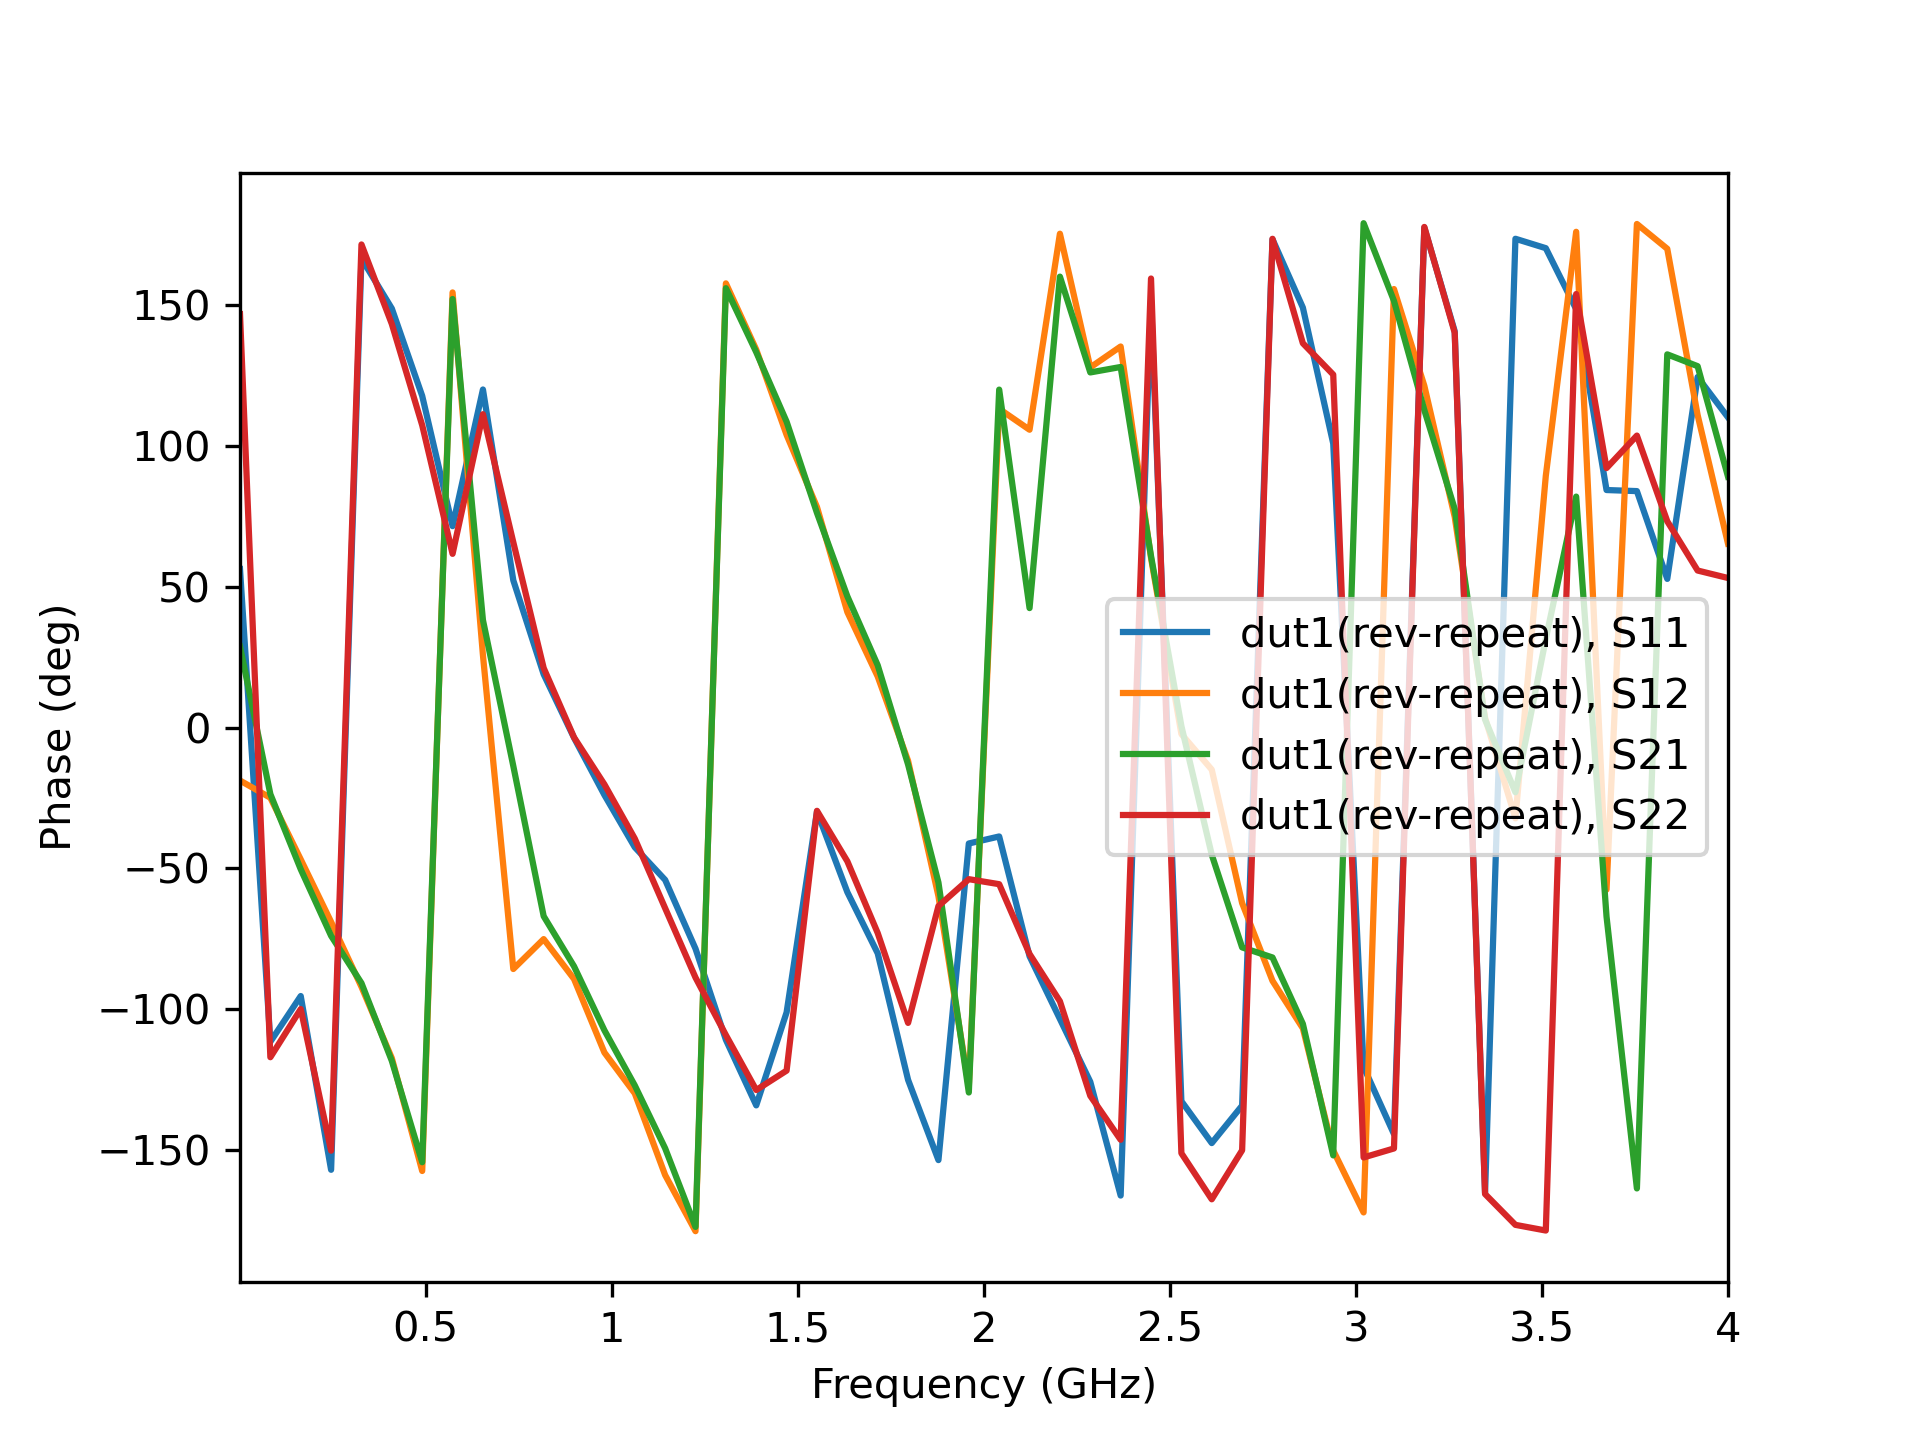 150
100
50
0
−50
−100
−150
Phase (deg)
dut1(rev-repeat), S11
dut1(rev-repeat), S12
dut1(rev-repeat), S21
dut1(rev-repeat), S22
0.5 1 1.5 2 2.5 3 3.5 4
Frequency (GHz)